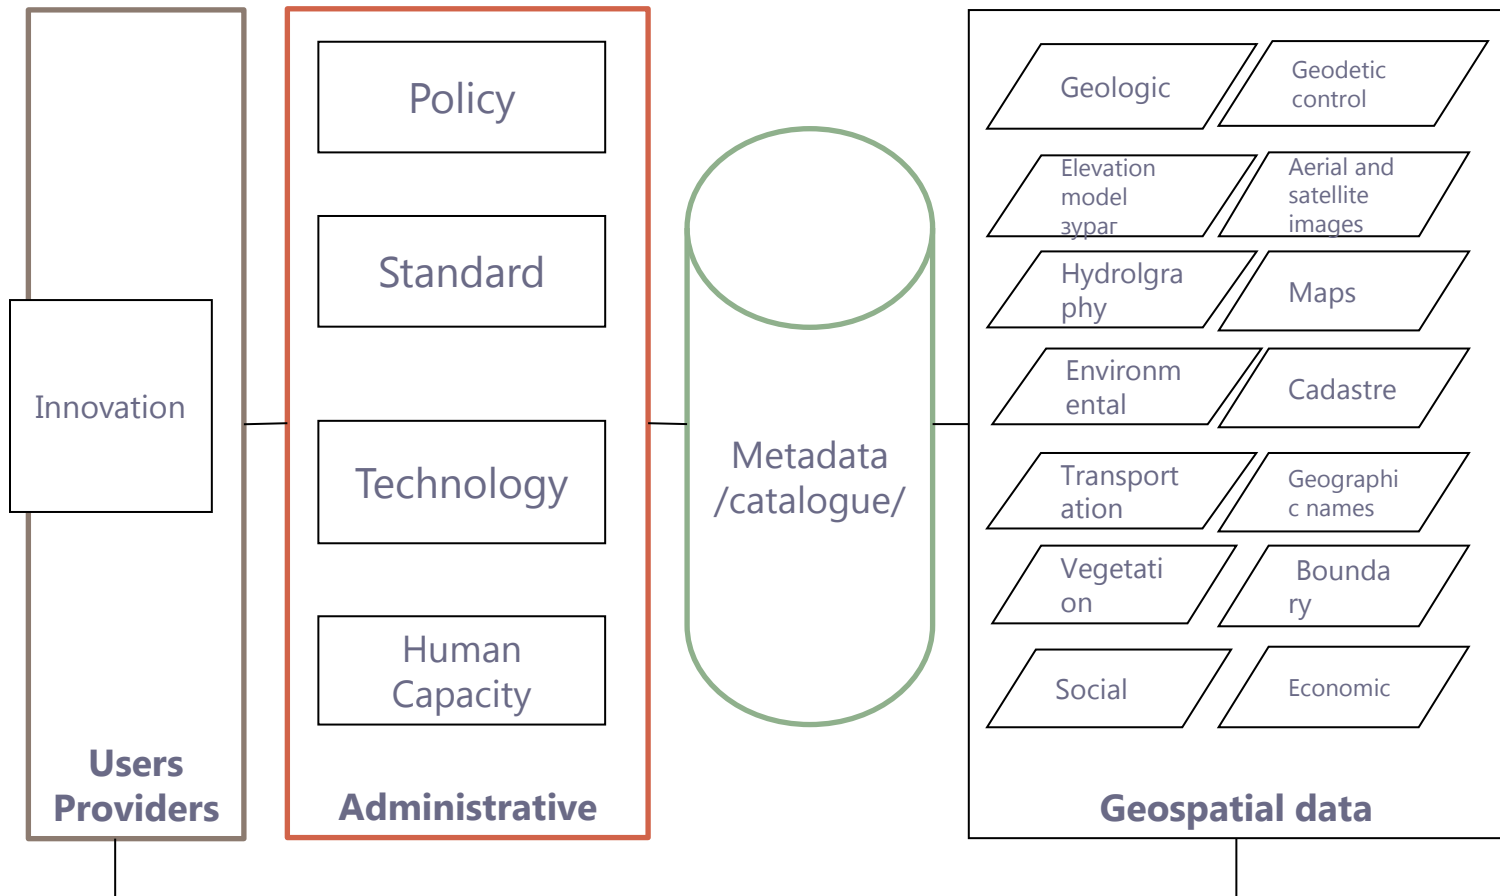 Innovation
Users
Providers
Policy
Standard
Technology
Human
Capacity
Administrative
Metadata
/catalogue/
Geologic
Geodetic
control
Elevation
model
зураг
Aerial and
satellite
images
Hydrolgra
phy
Maps
Environm
ental
Cadastre
Transport
ation
Geographi
c names
Vegetati
on
Bounda
ry
Social
Economic
Geospatial data